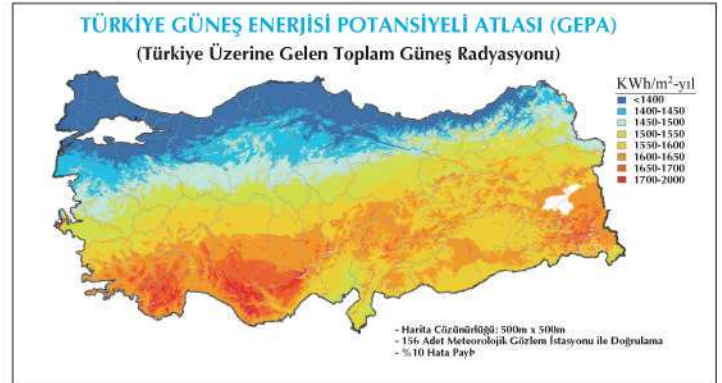 TÜRKİYE GÜNEŞ ENERJİSİ POTANSİYELİ ATLASI (GEPA)
(Türkiye Üzerine Gelen Toplam Güneş Radyasyonu)
KWh/m²-yıl
<1400
1400-1450
1450-1500
1500-1550
1550-1600
1600-1650
1650-1700
1700-2000
- Harita Çözünürlüğü: 500m x 500m
- 156 Adet Meteorolojik Gözlem İstasyonu ile Doğrulama
- %10 Hata PayÞ